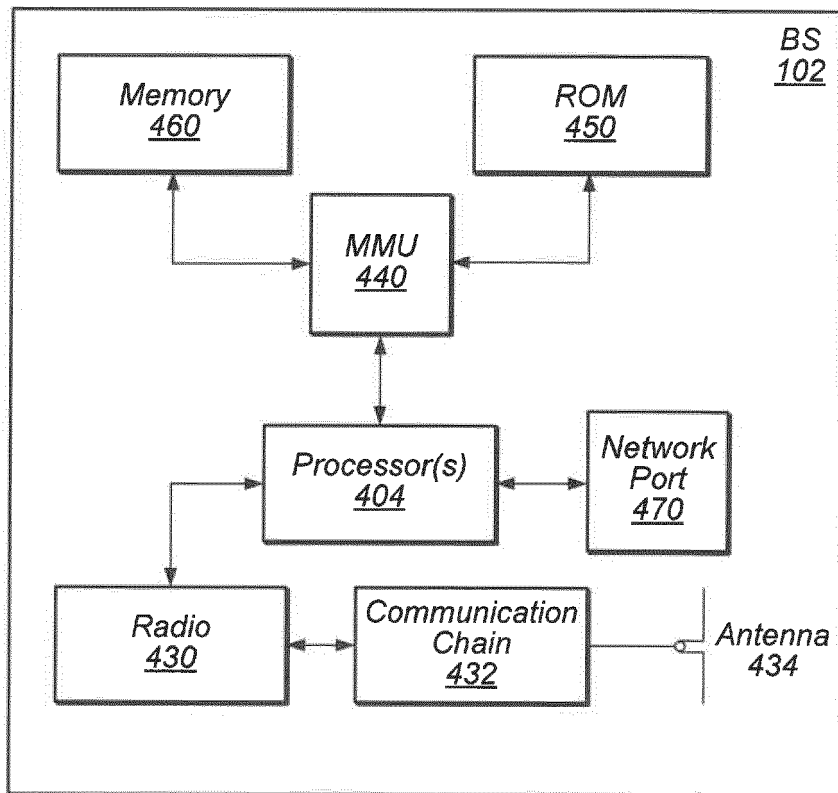 BS
102
Memory
460
ROM
450
MMU
440
Processor(s)
404
Network
Port
470
Radio
430
Communication
Chain
432
Antenna
434